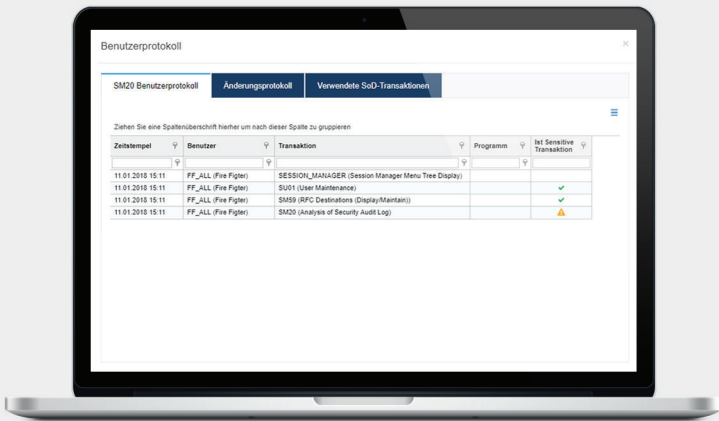 Benutzerprotokoll
SM20 Benutzerprotokoll Änderungsprotokoll Verwendete SoD-Transaktionen
Ziehen Sie eine Spaltenüberschrift hierher um nach dieser Spalte zu gruppieren
Zeitstempel Benutzer Transaktion Programm Ist Sensitive
Transaktion
11.01.2018 15:11 FF_ALL (Fire Figter) SESSION_MANAGER (Session Manager Menu Tree Display)
11.01.2018 15:11 FF_ALL (Fire Figter) SU01 (User Maintenance)
11.01.2018 15:11 FF_ALL (Fire Figter) SM59 (RFC Destinations (Display/Maintain))
11.01.2018 15:11 FF_ALL (Fire Figter) SM20 (Analysis of Security Audit Log)